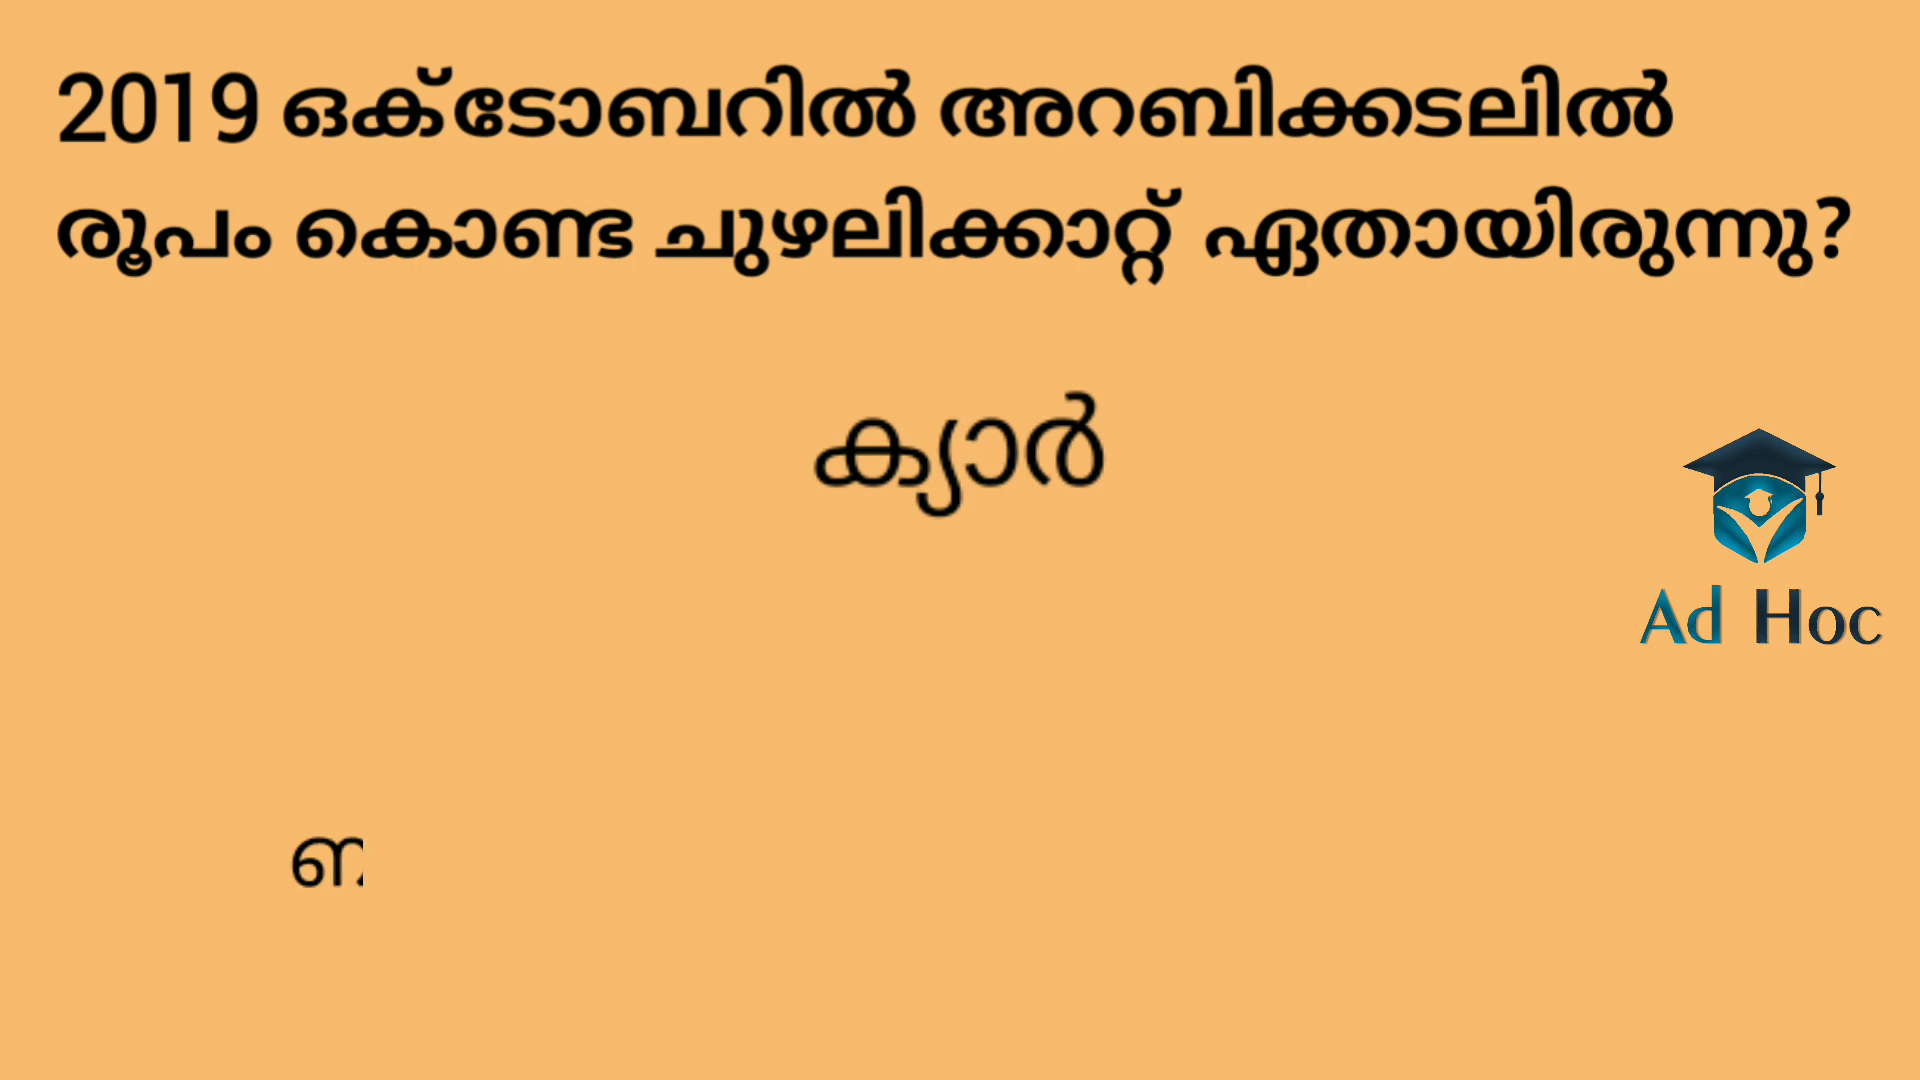 2019 ഒക്ടോബറിൽ അറബിക്കടലിൽ
രൂപം കൊണ്ട ചുഴലിക്കാറ്റ് ഏതായിരുന്നു?
ക്യാർ
Ad Hoc